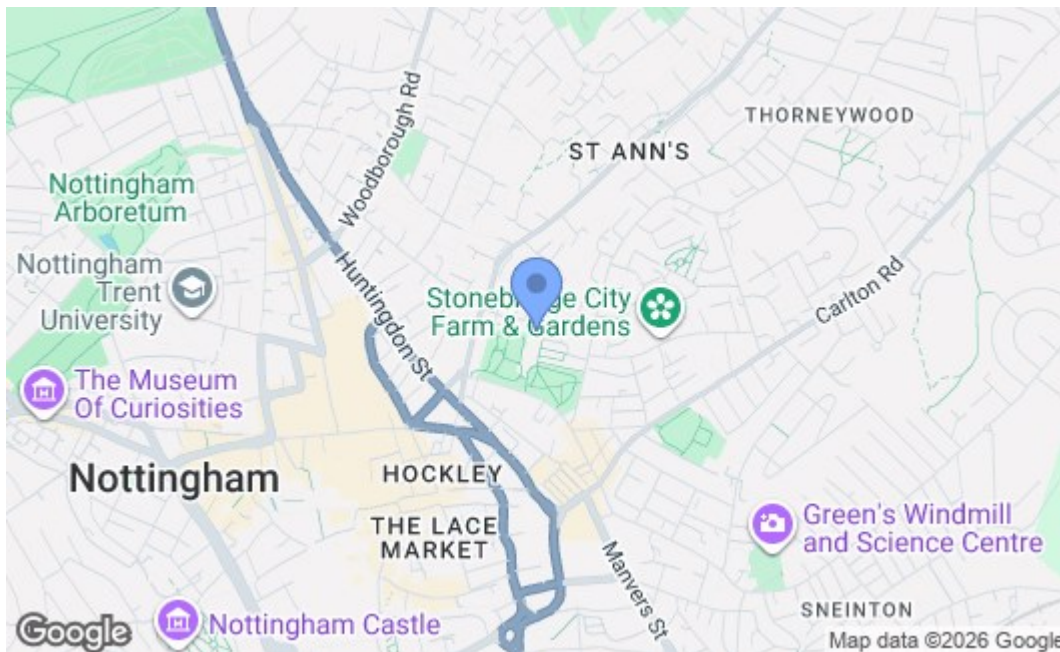 THORNEYWOOD
ST ANN'S
Woodborough Rd
Nottingham
Arboretum
Nottingham
Trent
University
Huntingdon St
Carlton Rd
Stonebridge City
Farm & Gardens
The Museum
Of Curiosities
Nottingham
HOCKLEY
THE LACE
MARKET
Green's Windmill
and Science Centre
Manvers St
SNEINTON
Nottingham Castle
Google
Map data ©2026 Google